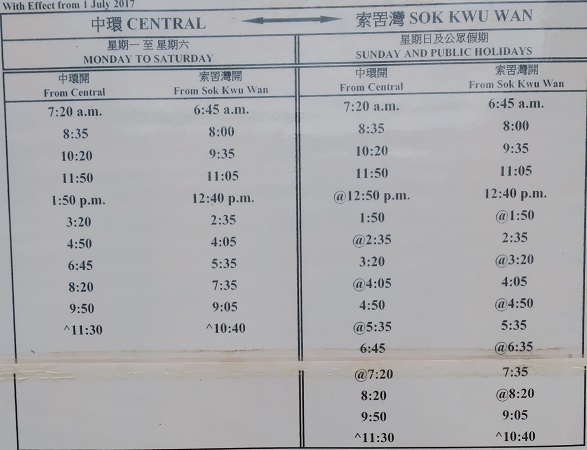 With Effect from 1 July 2017
中環 CENTRAL 索罟灣 SOK KWU WAN
星期一 至 星期六 星期日及公眾假期
MONDAY TO SATURDAY SUNDAY AND PUBLIC HOLIDAYS
中環開 索罟灣開 中環開 索罟灣開
From Central From Sok Kwu Wan From Central From Sok Kwu Wan
7:20 a.m. 6:45 a.m. 7:20 a.m. 6:45 a.m.
8:35 8:00 8:35 8:00
10:20 9:35 10:20 9:35
11:50 11:05 11:50 11:05
1:50 p.m. 12:40 p.m. @12:50 p.m. 12:40 p.m.
3:20 2:35 1:50 @1:50
4:50 4:05 @2:35 2:35
6:45 5:35 3:20 @3:20
8:20 7:35 @4:05 4:05
9:50 9:05 4:50 @4:50
^11:30 ^10:40 @5:35 5:35
6:45 @6:35
@7:20 7:35
8:20 @8:20
9:50 9:05
^11:30 ^10:40